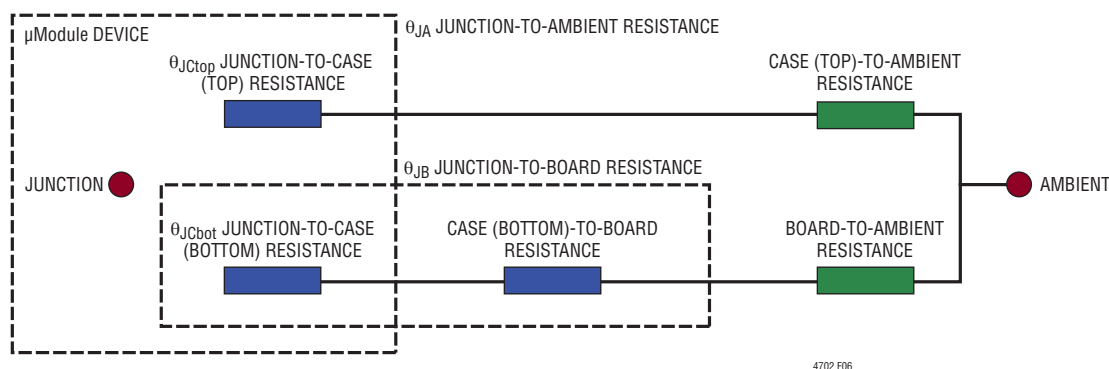 µModule DEVICE
θJA JUNCTION-TO-AMBIENT RESISTANCE
θJCtop JUNCTION-TO-CASE
(TOP) RESISTANCE
CASE (TOP)-TO-AMBIENT
RESISTANCE
θJB JUNCTION-TO-BOARD RESISTANCE
JUNCTION
AMBIENT
θJCbot JUNCTION-TO-CASE
(BOTTOM) RESISTANCE
CASE (BOTTOM)-TO-BOARD
RESISTANCE
BOARD-TO-AMBIENT
RESISTANCE
4702 F06